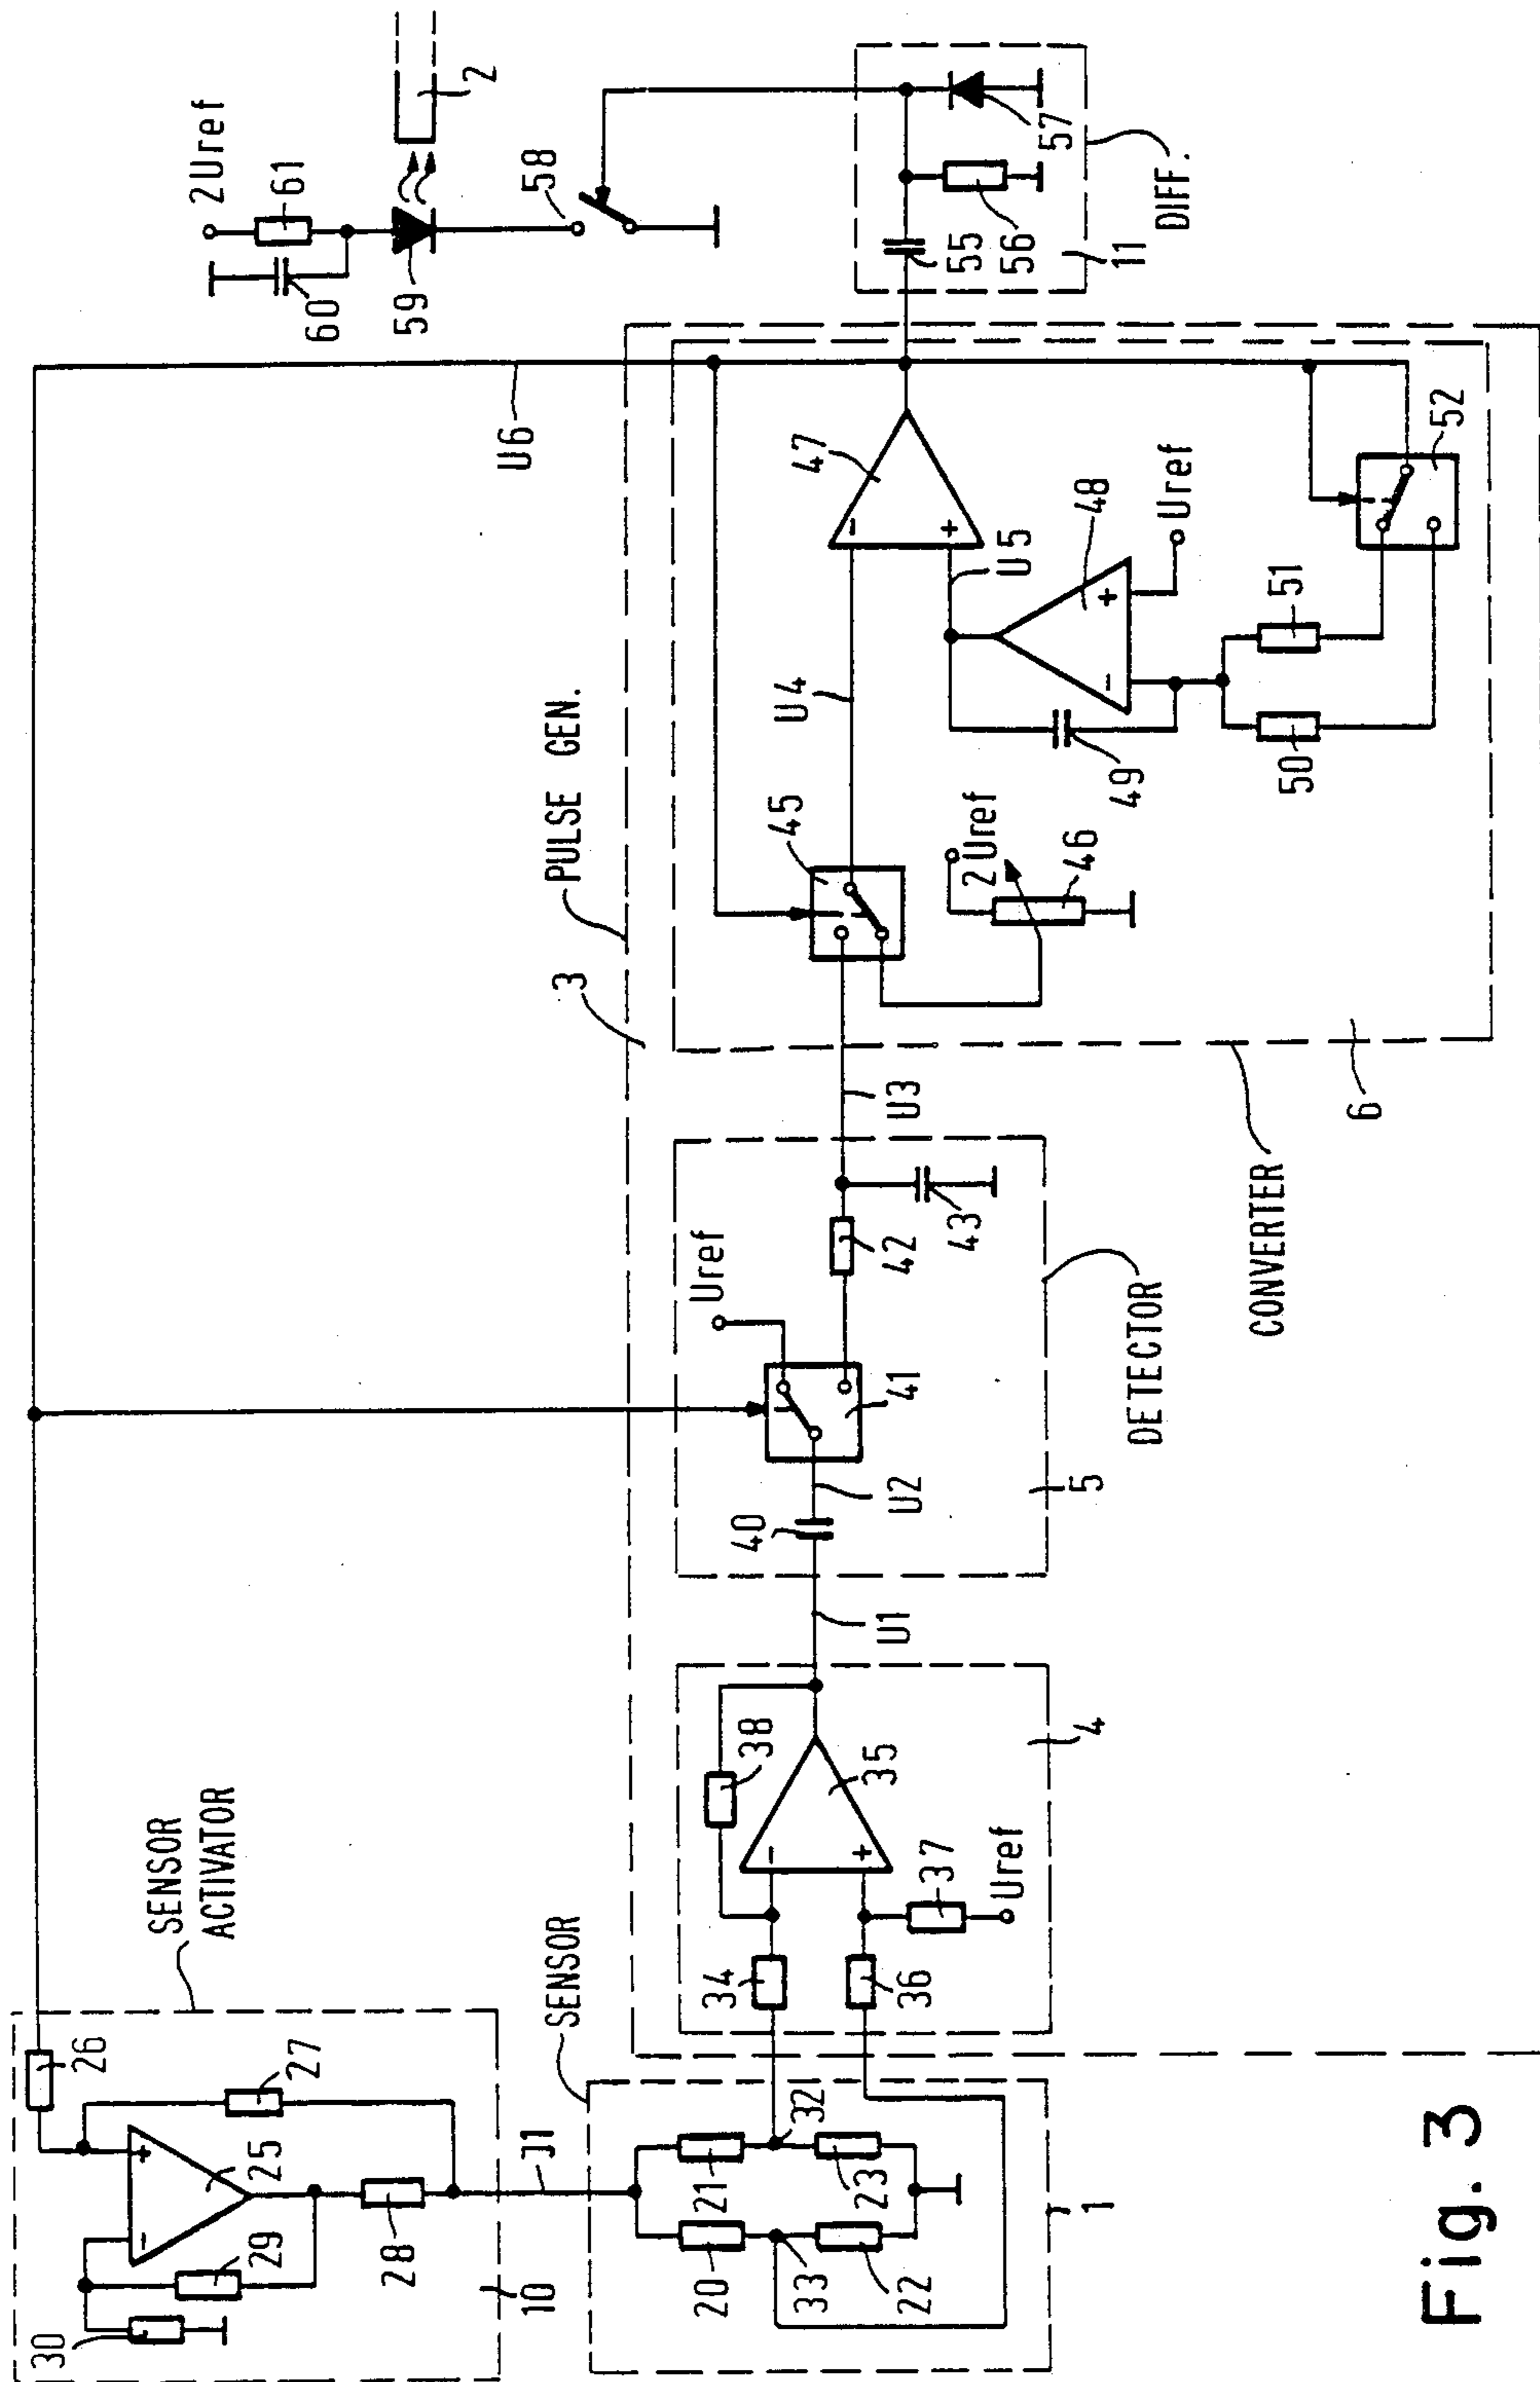 SENSOR
ACTIVATOR
26
27
25
29
28
30
10
U6
J1
SENSOR
21
32
23
20
33
22
1
PULSE GEN.
3
34
36
38
35
37
Uref
4
U1
40
U2
41
Uref
42
43
5
DETECTOR
U3
45
2Uref
46
U4
47
U5
48
Uref
49
50
51
52
6
CONVERTER
55
56
57
11
DIFF.
58
59
60
61
2Uref
2
Fig. 3